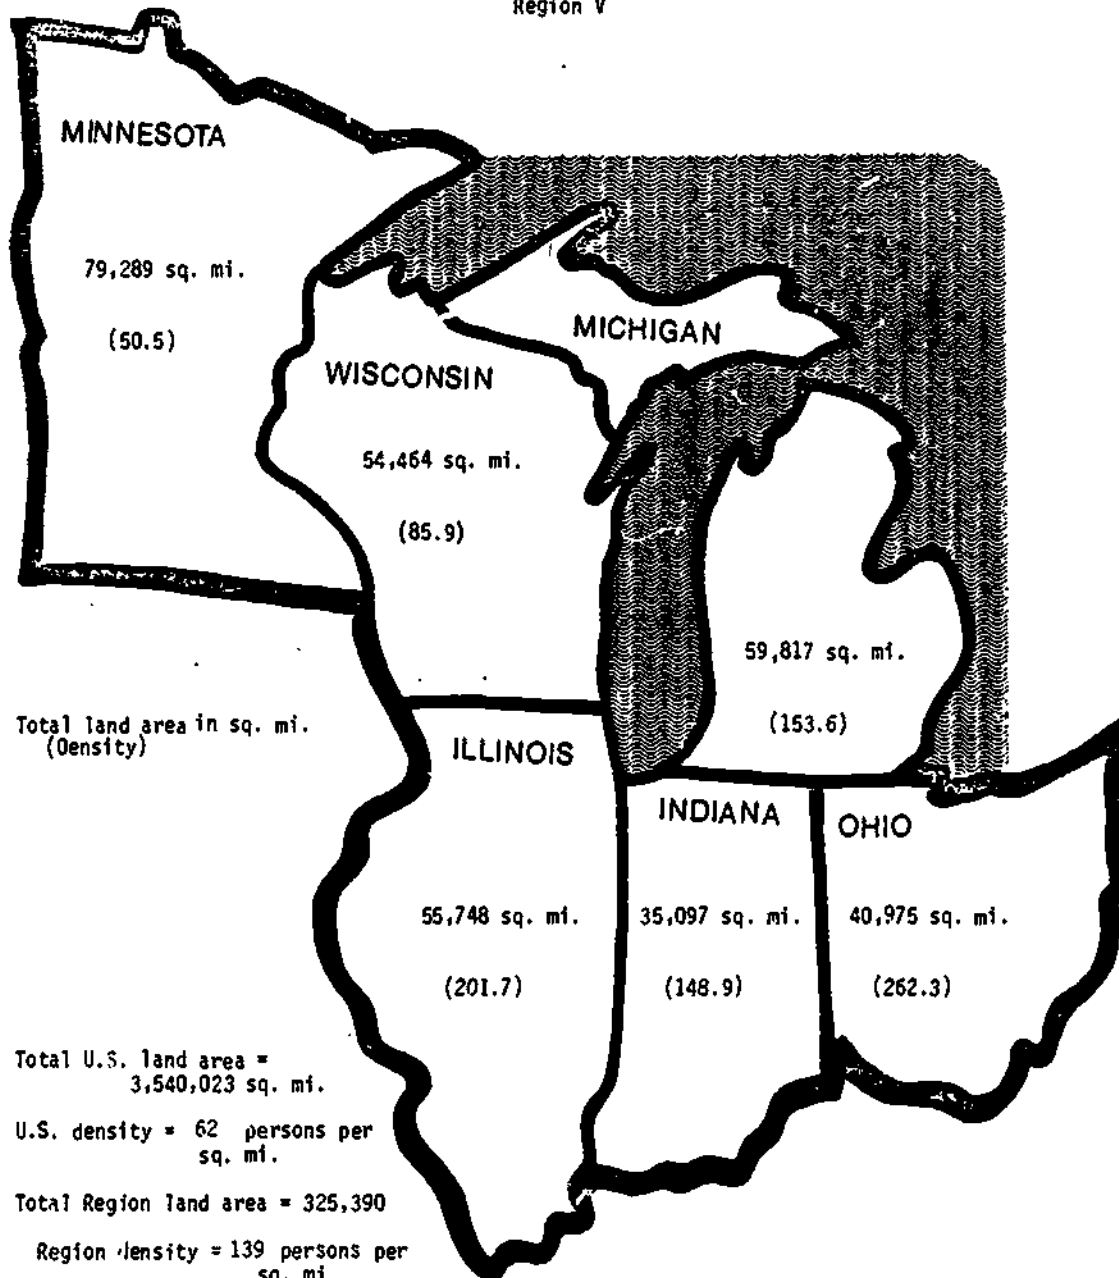 Region V
MINNESOTA
79,289 sq. mi.
(50.5)
MICHIGAN
WISCONSIN
54,464 sq. mi.
(85.9)
59,817 sq. mi.
(153.6)
Total land area in sq. mi.
(Density)
ILLINOIS
INDIANA
OHIO
55,748 sq. mi.
35,097 sq. mi.
40,975 sq. mi.
(201.7)
(148.9)
(262.3)
Total U.S. land area =
3,540,023 sq. mi.
U.S. density = 62 persons per
sq. mi.
Total Region land area = 325,390
Region density = 139 persons per
sq. mi.